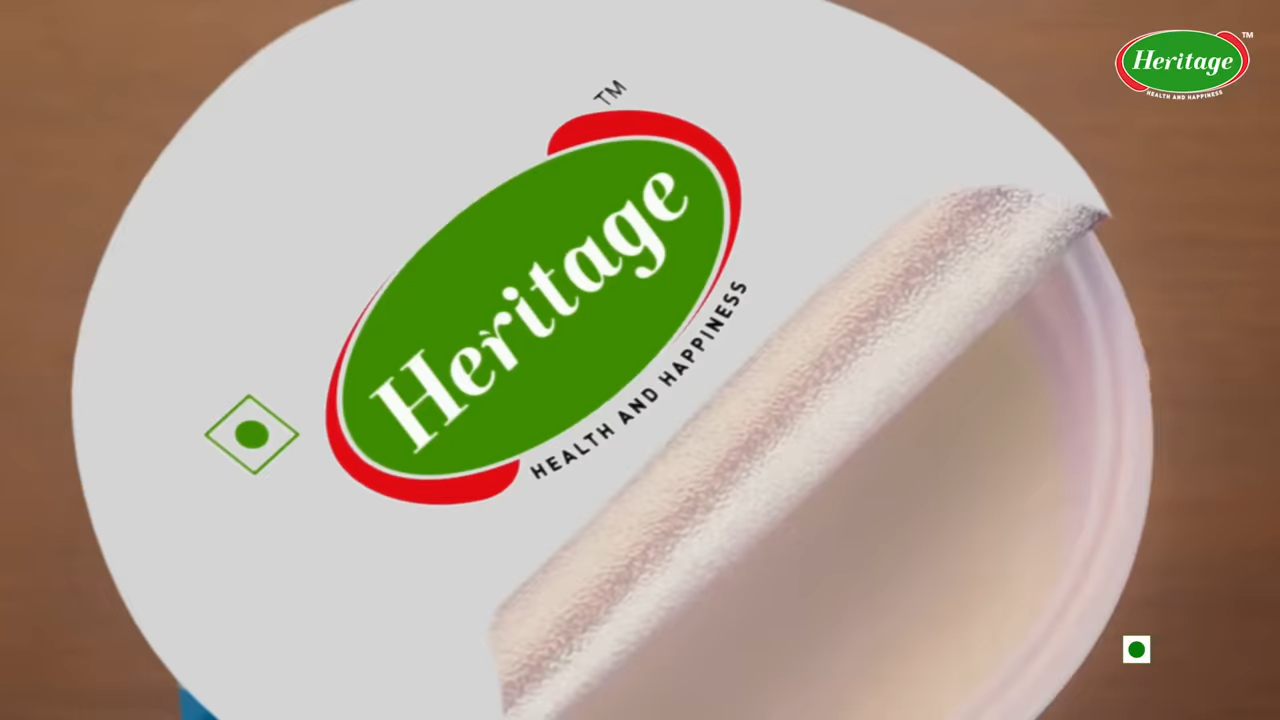 TM
Heritage
HEALTH AND HAPPINESS
Heritage
TM
HEALTH AND HAPPINESS